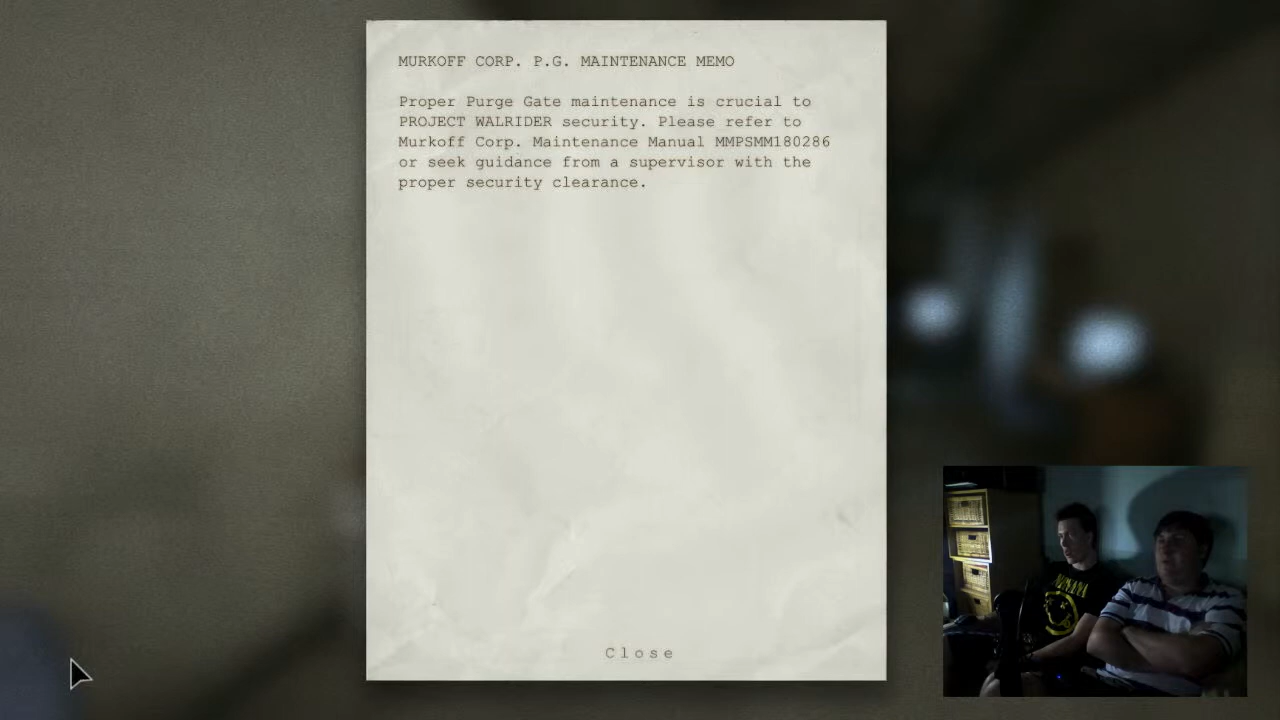 MURKOFF CORP. P.G. MAINTENANCE MEMO
Proper Purge Gate maintenance is crucial to
PROJECT WALRIDER security. Please refer to
Murkoff Corp. Maintenance Manual MMPSMM180286
or seek guidance from a supervisor with the
proper security clearance.
Close
NIRVANA